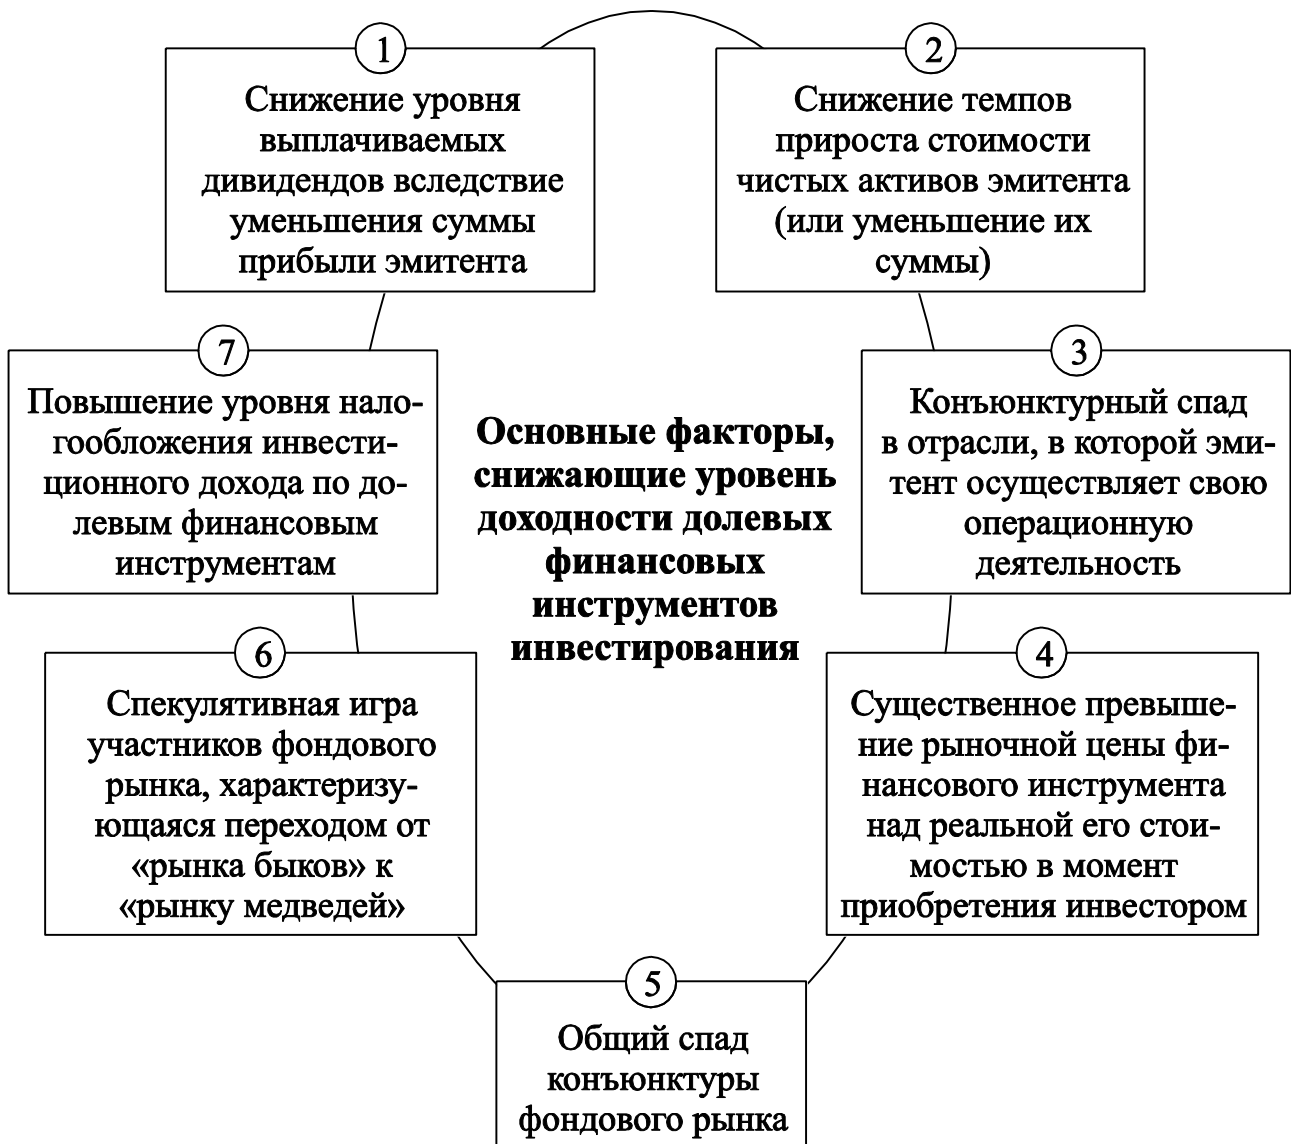 1
Снижение уровня
выплачиваемых
дивидендов вследствие
уменьшения суммы
прибыли эмитента
2
Снижение темпов
прироста стоимости
чистых активов эмитента
(или уменьшение их
суммы)
7
Повышение уровня нало-
гообложения инвести-
ционного дохода по до-
левым финансовым
инструментам
Основные факторы,
снижающие уровень
доходности долевых
финансовых
инструментов
инвестирования
3
Конъюнктурный спад
в отрасли, в которой эми-
тент осуществляет свою
операционную
деятельность
6
Спекулятивная игра
участников фондового
рынка, характеризу-
ющаяся переходом от
«рынка быков» к
«рынку медведей»
4
Существенное превыше-
ние рыночной цены фи-
нансового инструмента
над реальной его стои-
мостью в момент
приобретения инвестором
5
Общий спад
конъюнктуры
фондового рынка